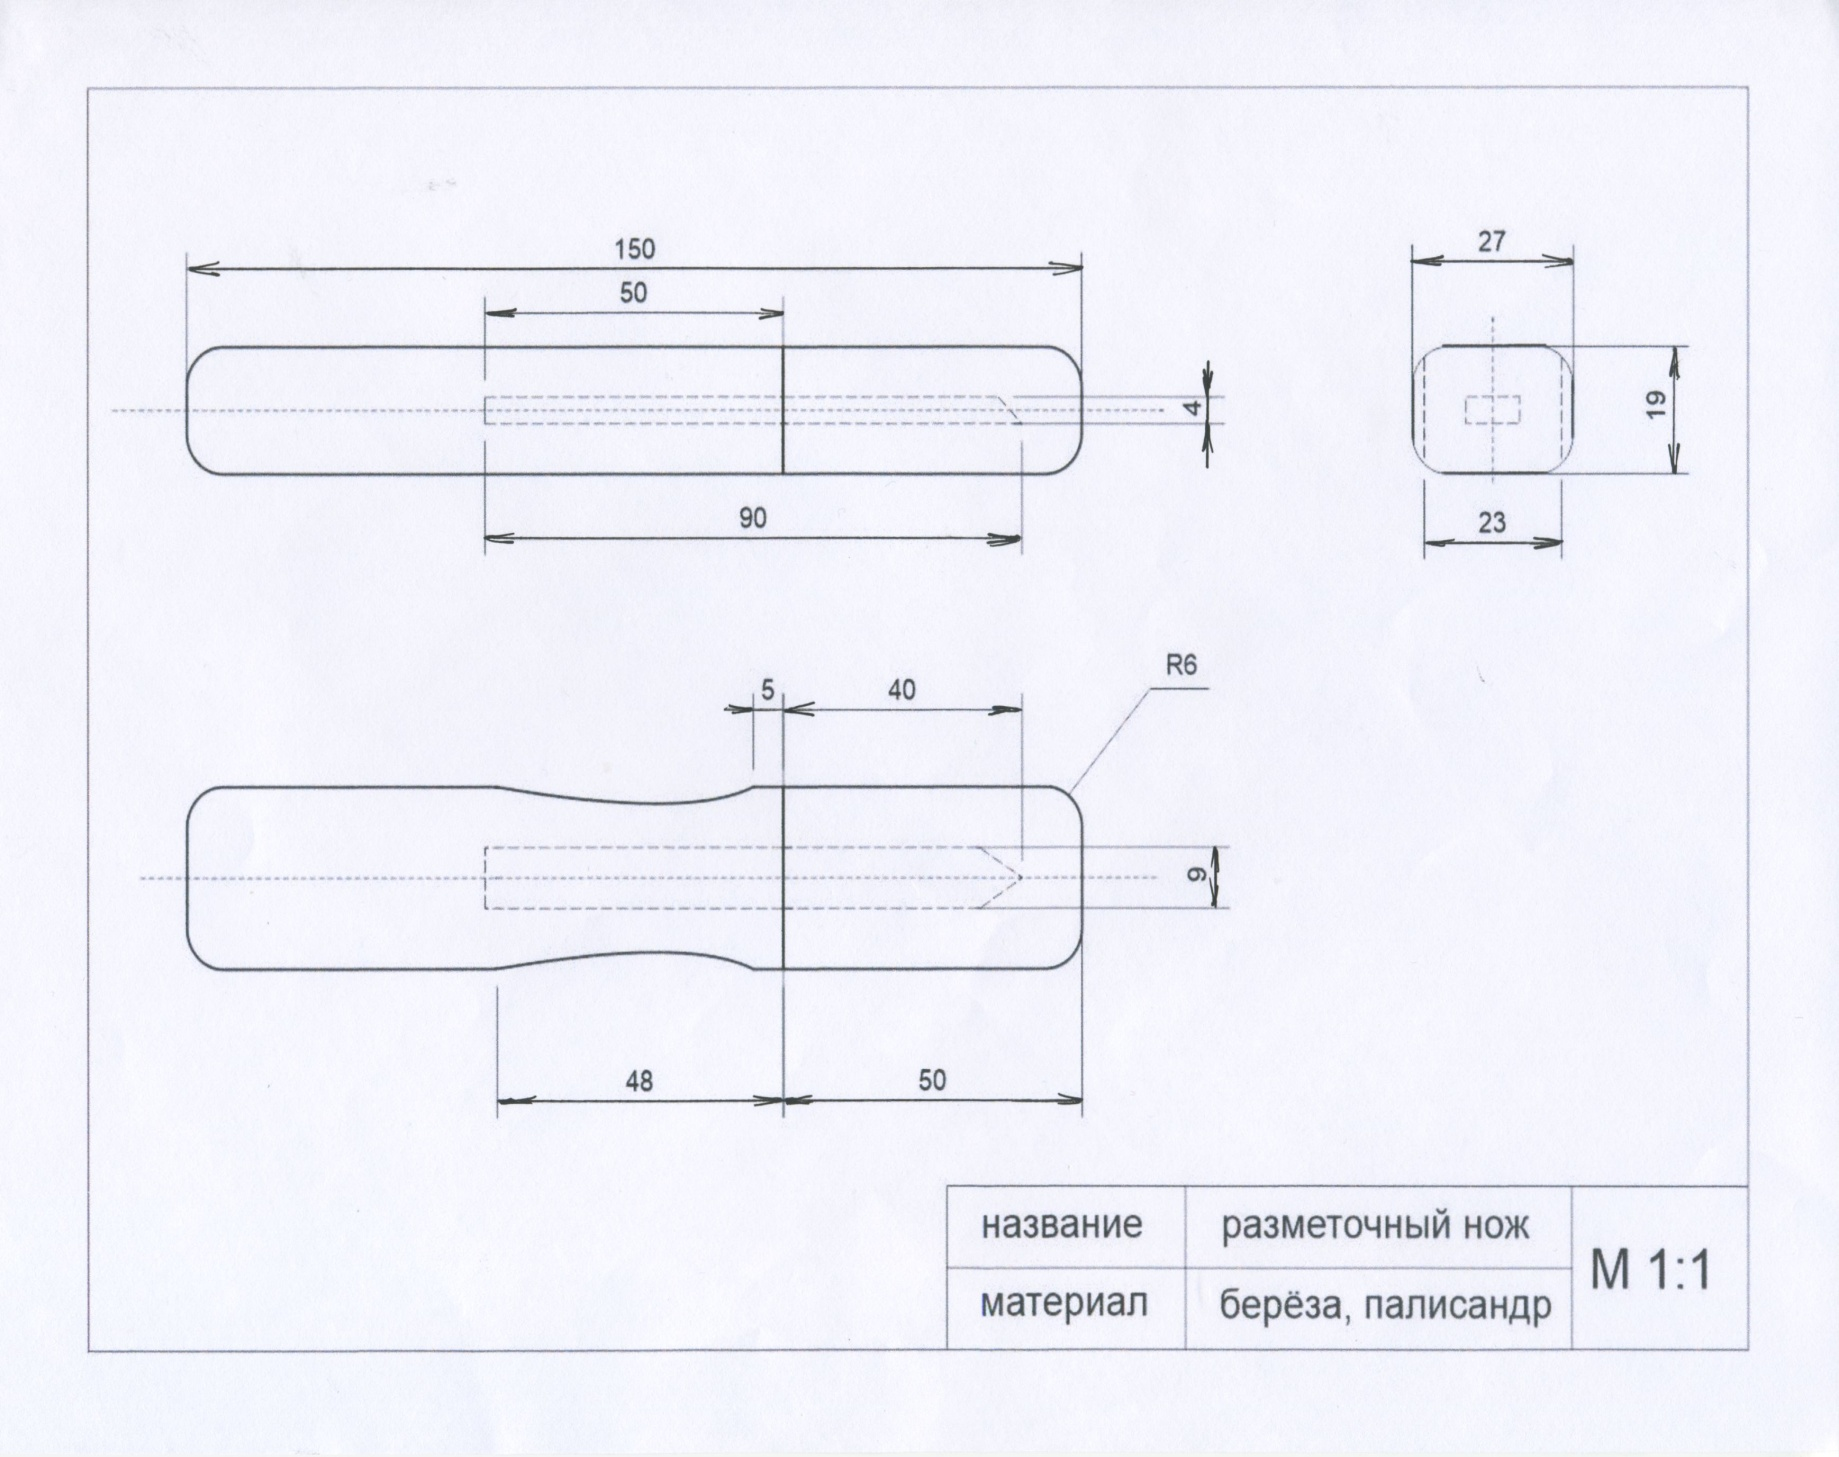 150
50
27
4
19
90
23
R6
5
40
9
48
50
название
разметочный нож
М 1:1
материал
берёза, палисандр